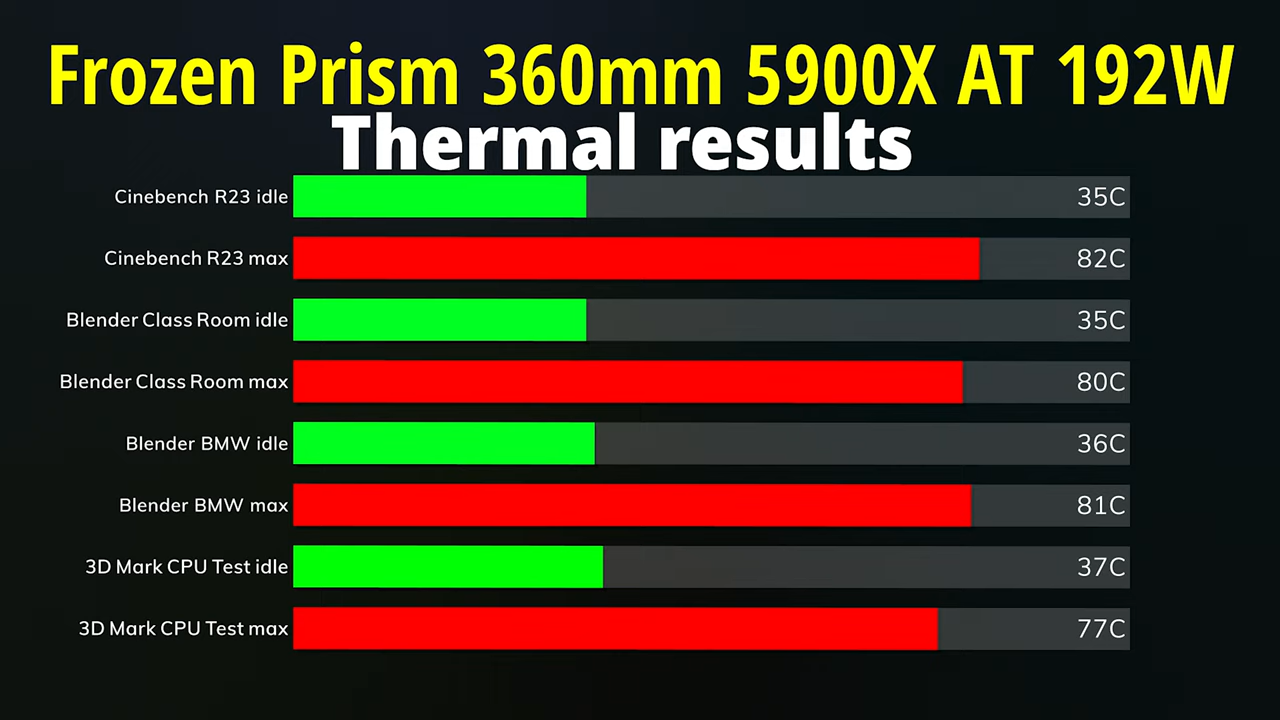 Frozen Prism 360mm 5900X AT 192W
Thermal results
Cinebench R23 idle 35C
Cinebench R23 max 82C
Blender Class Room idle 35C
Blender Class Room max 80C
Blender BMW idle 36C
Blender BMW max 81C
3D Mark CPU Test idle 37C
3D Mark CPU Test max 77C